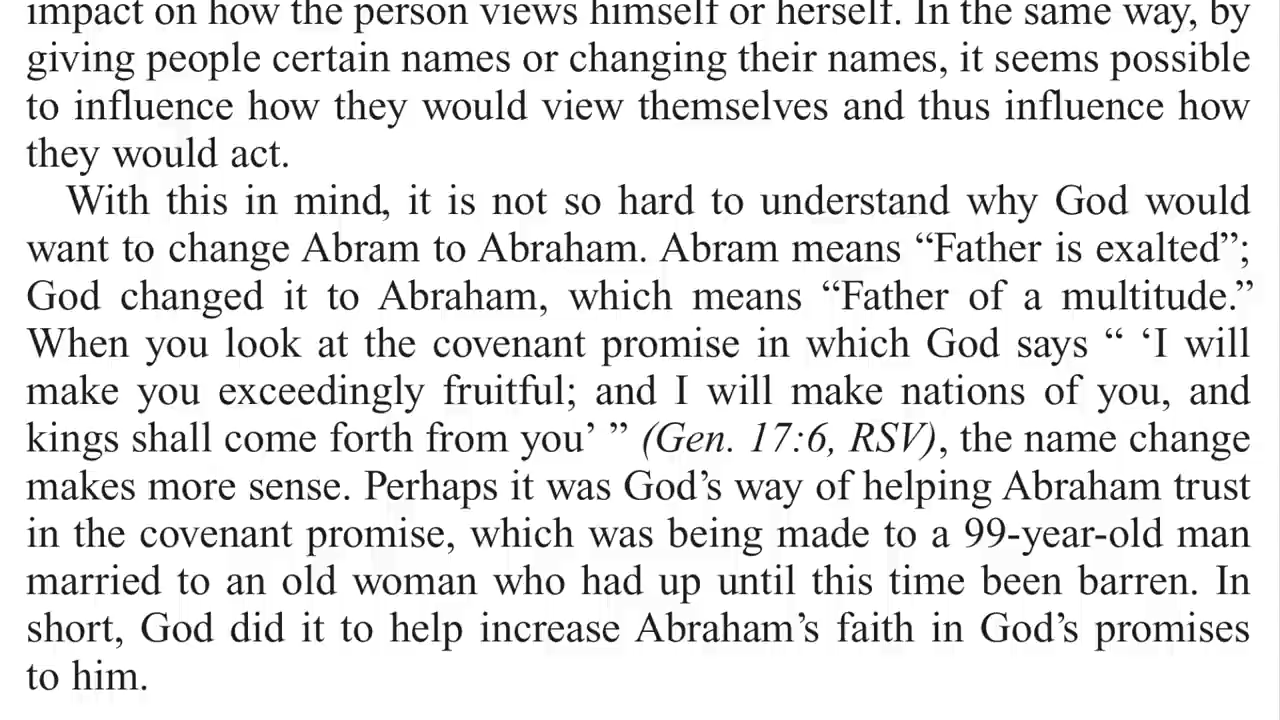 impact on how the person views himself or herself. In the same way, by
giving people certain names or changing their names, it seems possible
to influence how they would view themselves and thus influence how
they would act.
With this in mind, it is not so hard to understand why God would
want to change Abram to Abraham. Abram means “Father is exalted”;
God changed it to Abraham, which means “Father of a multitude.”
When you look at the covenant promise in which God says “ ‘I will
make you exceedingly fruitful; and I will make nations of you, and
kings shall come forth from you’ ” (Gen. 17:6, RSV), the name change
makes more sense. Perhaps it was God’s way of helping Abraham trust
in the covenant promise, which was being made to a 99-year-old man
married to an old woman who had up until this time been barren. In
short, God did it to help increase Abraham’s faith in God’s promises
to him.